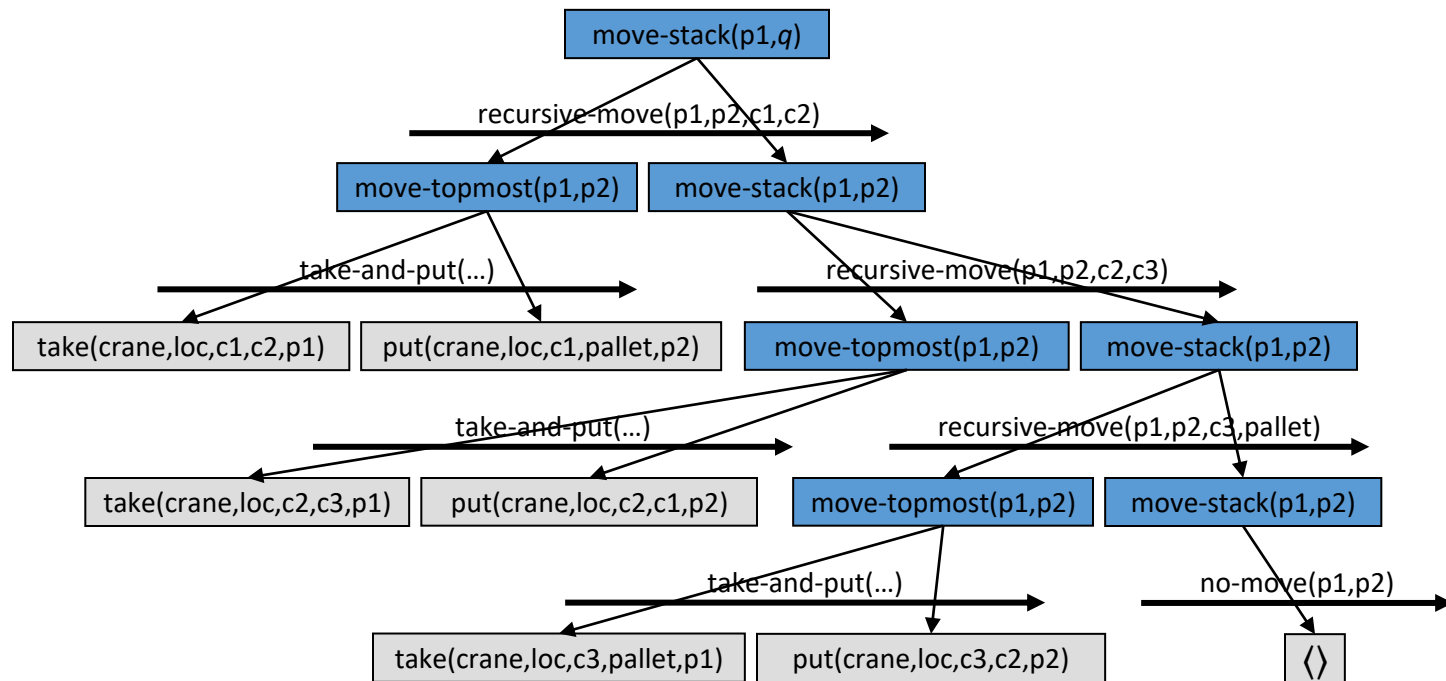 move-stack(p1,q)
recursive-move(p1,p2,c1,c2)
move-topmost(p1,p2)
move-stack(p1,p2)
take-and-put(…)
recursive-move(p1,p2,c2,c3)
take(crane,loc,c1,c2,p1)
put(crane,loc,c1,pallet,p2)
move-topmost(p1,p2)
move-stack(p1,p2)
take-and-put(…)
recursive-move(p1,p2,c3,pallet)
take(crane,loc,c2,c3,p1)
put(crane,loc,c2,c1,p2)
move-topmost(p1,p2)
move-stack(p1,p2)
take-and-put(…)
no-move(p1,p2)
take(crane,loc,c3,pallet,p1)
put(crane,loc,c3,c2,p2)
⟨⟩